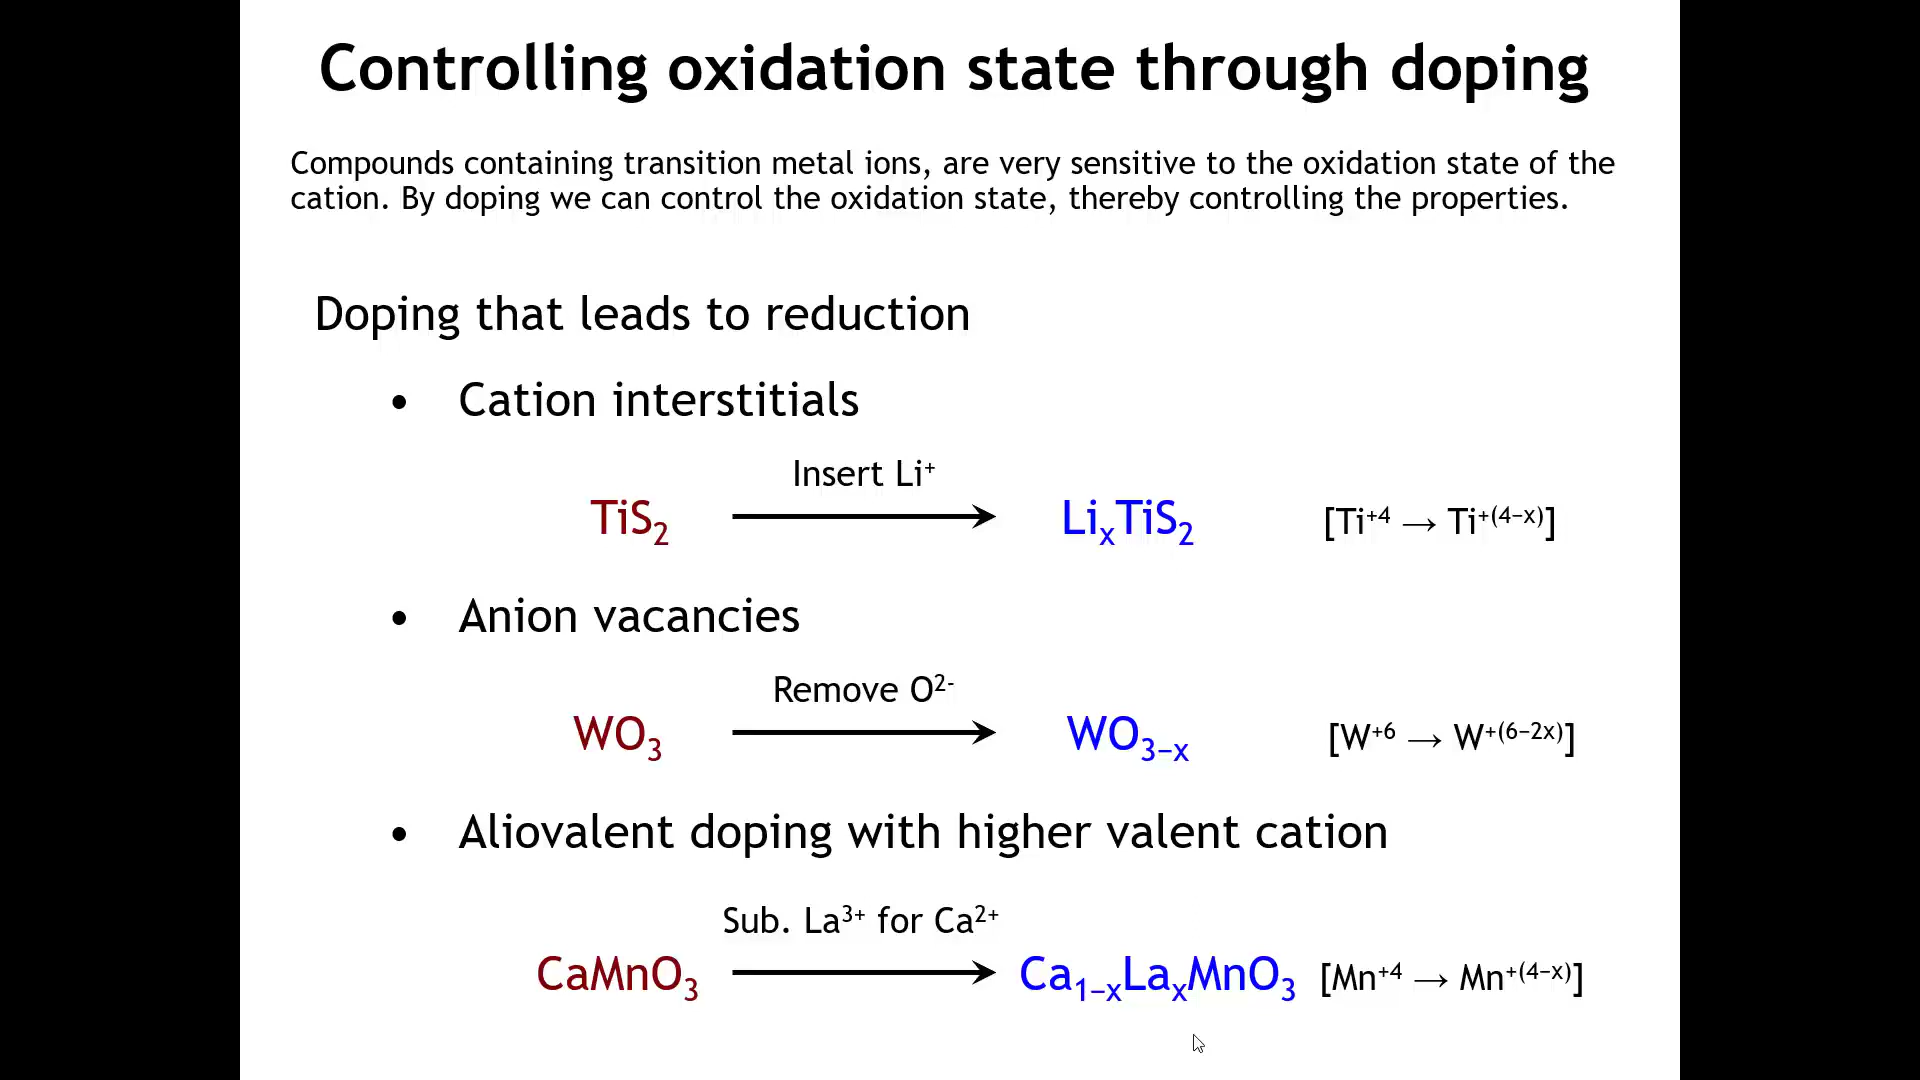 Controlling oxidation state through doping
Compounds containing transition metal ions, are very sensitive to the oxidation state of the
cation. By doping we can control the oxidation state, thereby controlling the properties.
Doping that leads to reduction
• Cation interstitials
Insert Li⁺
TiS₂ → LiₓTiS₂ [Ti⁺⁴ → Ti⁺⁽⁴⁻ˣ⁾]
• Anion vacancies
Remove O²⁻
WO₃ → WO₃₋ₓ [W⁺⁶ → W⁺⁽⁶⁻²ˣ⁾]
• Aliovalent doping with higher valent cation
Sub. La³⁺ for Ca²⁺
CaMnO₃ → Ca₁₋ₓLaₓMnO₃ [Mn⁺⁴ → Mn⁺⁽⁴⁻ˣ⁾]